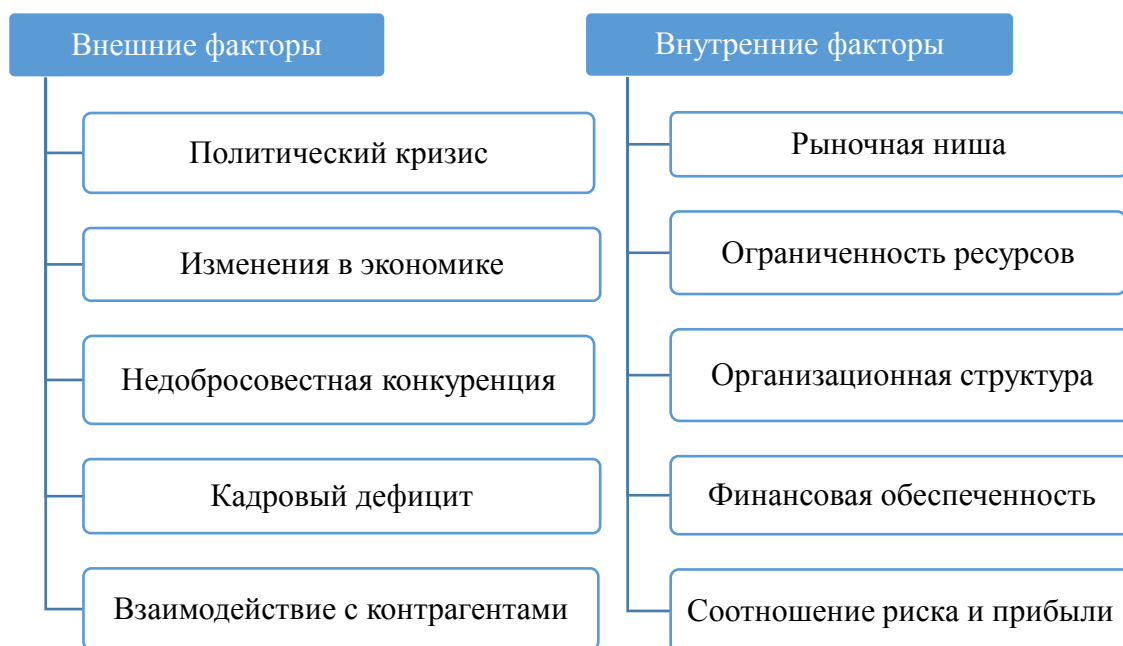 Внешние факторы
Политический кризис
Изменения в экономике
Недобросовестная конкуренция
Кадровый дефицит
Взаимодействие с контрагентами
Внутренние факторы
Рыночная ниша
Ограниченность ресурсов
Организационная структура
Финансовая обеспеченность
Соотношение риска и прибыли